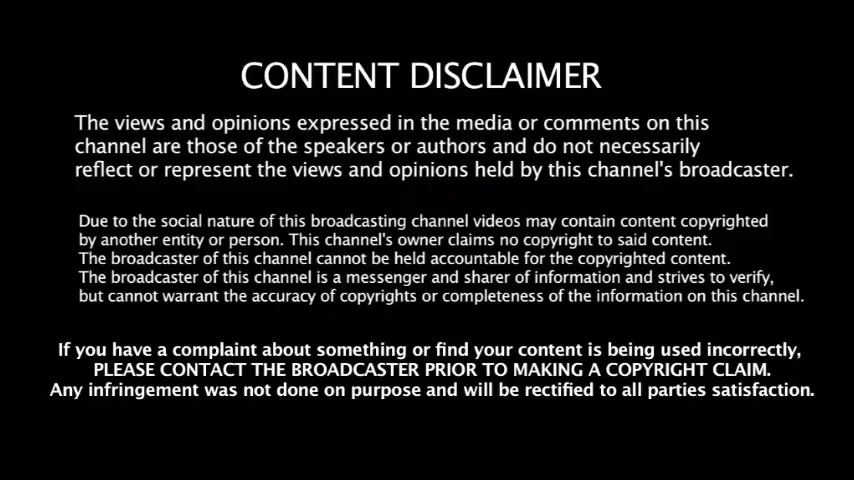 CONTENT DISCLAIMER
The views and opinions expressed in the media or comments on this
channel are those of the speakers or authors and do not necessarily
reflect or represent the views and opinions held by this channel's broadcaster.
Due to the social nature of this broadcasting channel videos may contain content copyrighted
by another entity or person. This channel's owner claims no copyright to said content.
The broadcaster of this channel cannot be held accountable for the copyrighted content.
The broadcaster of this channel is a messenger and sharer of information and strives to verify,
but cannot warrant the accuracy of copyrights or completeness of the information on this channel.
If you have a complaint about something or find your content is being used incorrectly,
PLEASE CONTACT THE BROADCASTER PRIOR TO MAKING A COPYRIGHT CLAIM.
Any infringement was not done on purpose and will be rectified to all parties satisfaction.